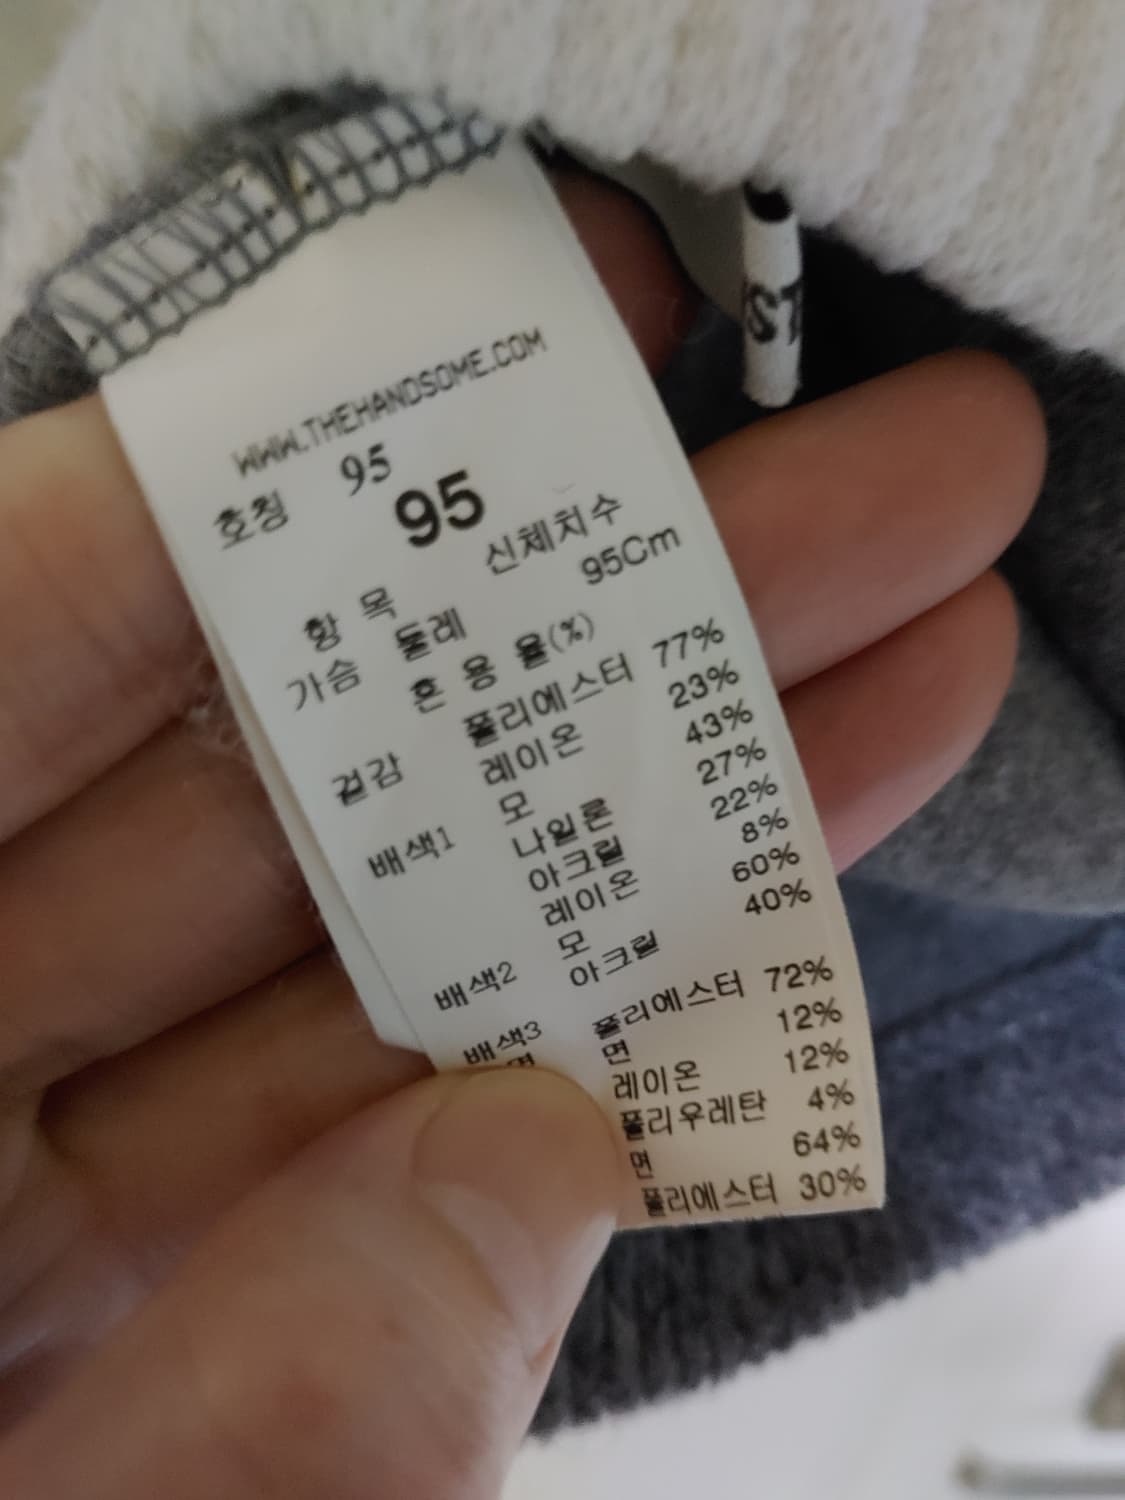 WWW.THEHANDSOME.COM
호칭 95
95
항 목 신체치수
가슴 둘레 95Cm
혼 용 율(%)
겉감 폴리에스터 77%
레이온 23%
배색1 모 43%
나일론 27%
아크릴 22%
레이온 8%
배색2 모 60%
아크릴 40%
배색3 폴리에스터 72%
면 12%
레이온 12%
폴리우레탄 4%
면 64%
폴리에스터 30%
ST